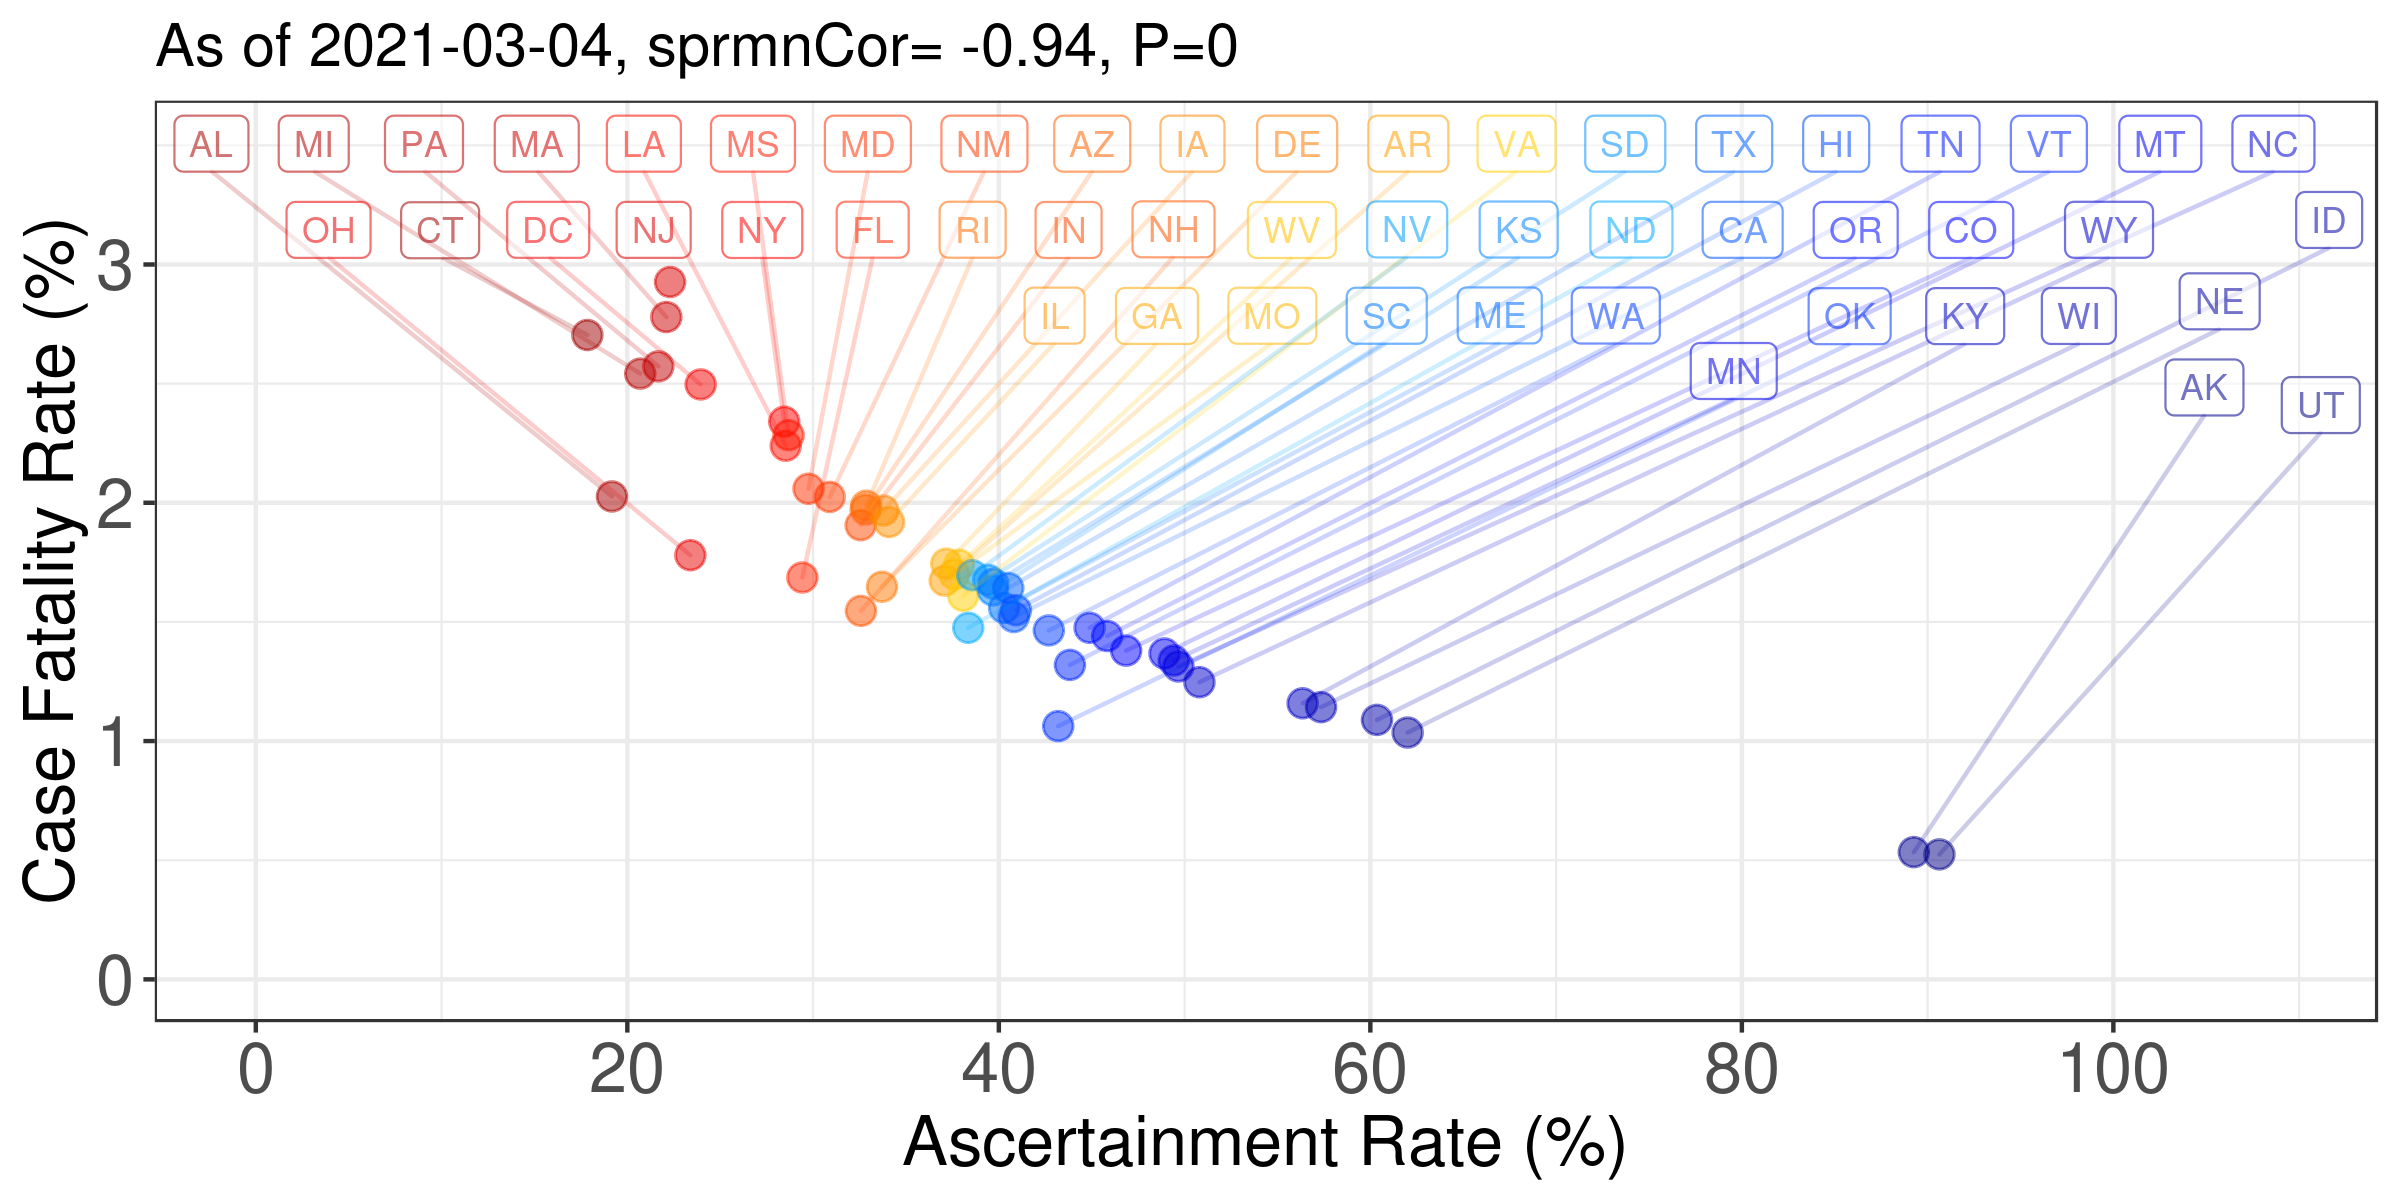 As of 2021-03-04, sprmnCor= -0.94, P=0
AL MI PA MA LA MS MD NM AZ IA DE AR VA SD TX HI TN VT MT NC
OH CT DC NJ NY FL RI IN NH WV NV KS ND CA OR CO WY ID
IL GA MO SC ME WA OK KY WI NE
MN AK UT
Case Fatality Rate (%)
3
2
1
0
0 20 40 60 80 100
Ascertainment Rate (%)